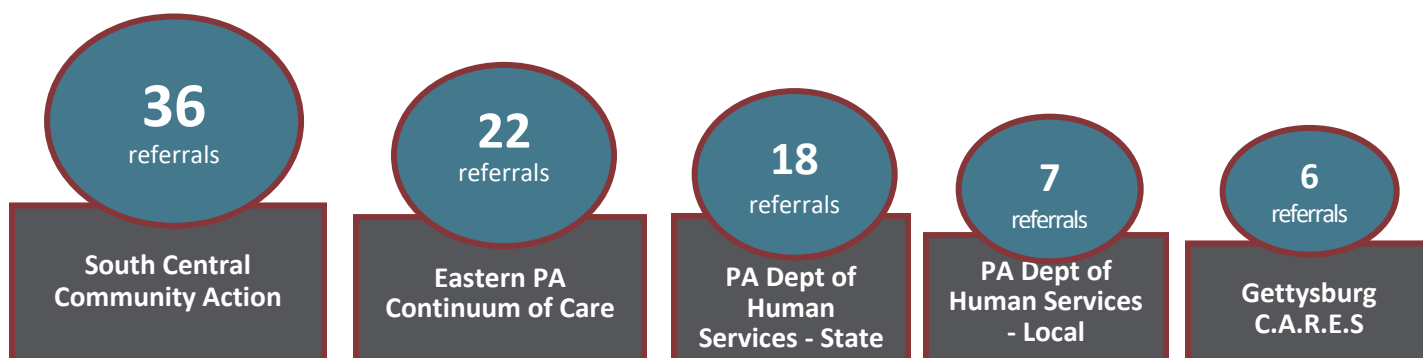 36
referrals
South Central
Community Action
22
referrals
Eastern PA
Continuum of Care
18
referrals
PA Dept of
Human
Services - State
7
referrals
PA Dept of
Human Services
- Local
6
referrals
Gettysburg
C.A.R.E.S